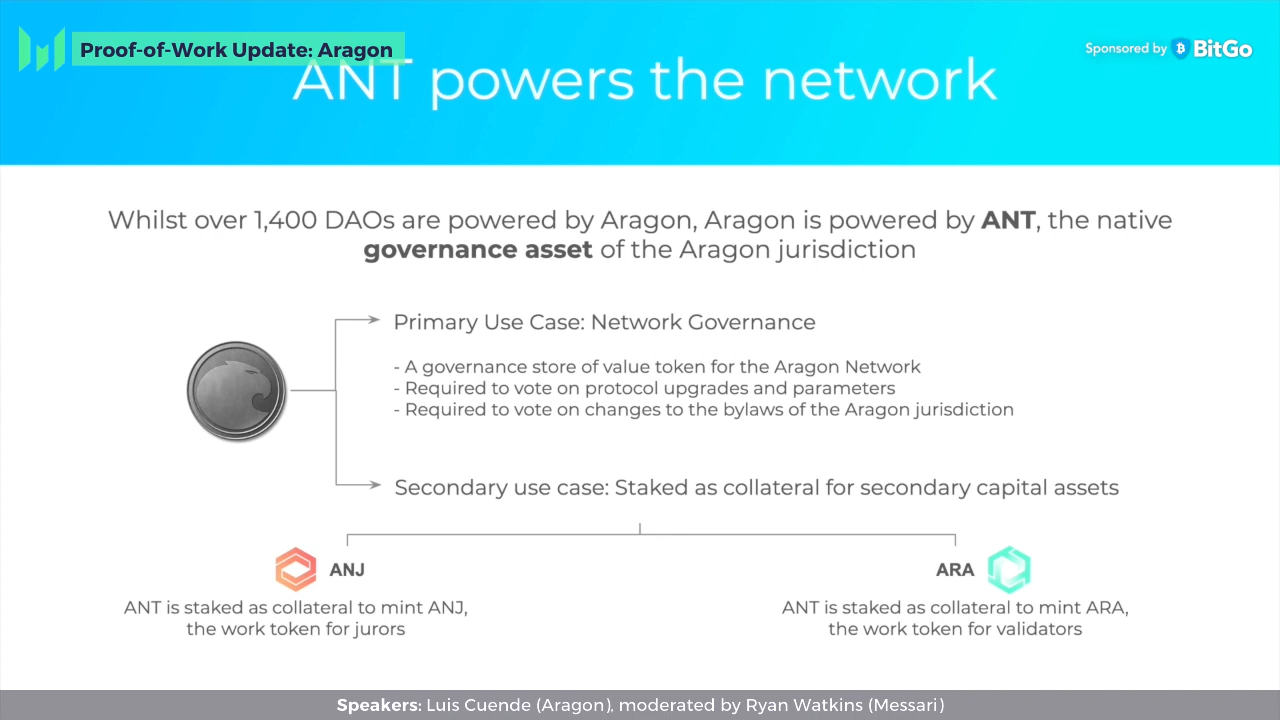 Proof-of-Work Update: Aragon
Sponsored by BitGo
ANT powers the network
Whilst over 1,400 DAOs are powered by Aragon, Aragon is powered by ANT, the native
governance asset of the Aragon jurisdiction
Primary Use Case: Network Governance
- A governance store of value token for the Aragon Network
- Required to vote on protocol upgrades and parameters
- Required to vote on changes to the bylaws of the Aragon jurisdiction
Secondary use case: Staked as collateral for secondary capital assets
ANJ
ANT is staked as collateral to mint ANJ,
the work token for jurors
ARA
ANT is staked as collateral to mint ARA,
the work token for validators
Speakers: Luis Cuende (Aragon), moderated by Ryan Watkins (Messari)